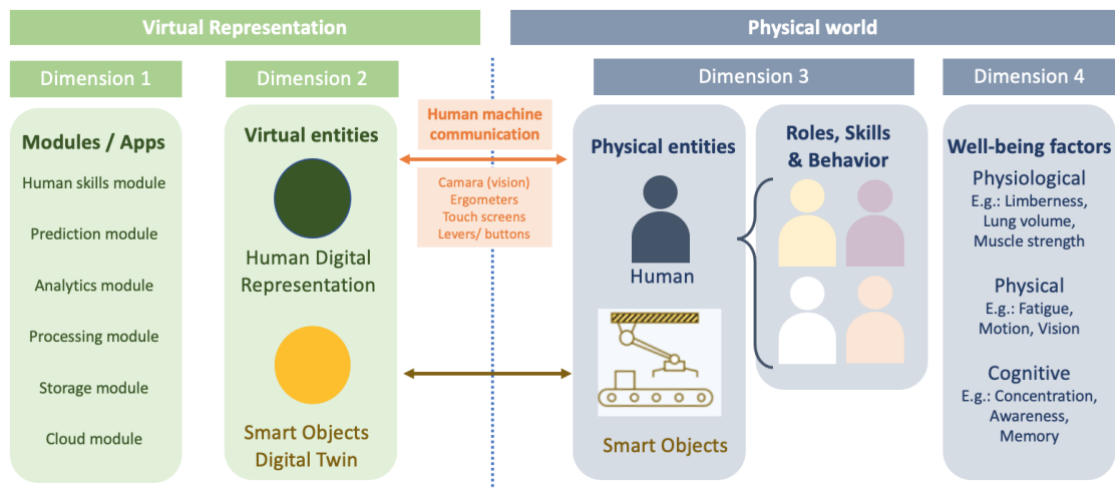 Virtual Representation
Physical world
Dimension 1
Dimension 2
Dimension 3
Dimension 4
Modules / Apps
Human skills module
Prediction module
Analytics module
Processing module
Storage module
Cloud module
Virtual entities
Human Digital
Representation
Smart Objects
Digital Twin
Human machine
communication
Camara (vision)
Ergometers
Touch screens
Levers/ buttons
Physical entities
Human
Smart Objects
Roles, Skills
& Behavior
Well-being factors
Physiological
E.g.: Limberness,
Lung volume,
Muscle strength
Physical
E.g.: Fatigue,
Motion, Vision
Cognitive
E.g.: Concentration,
Awareness,
Memory